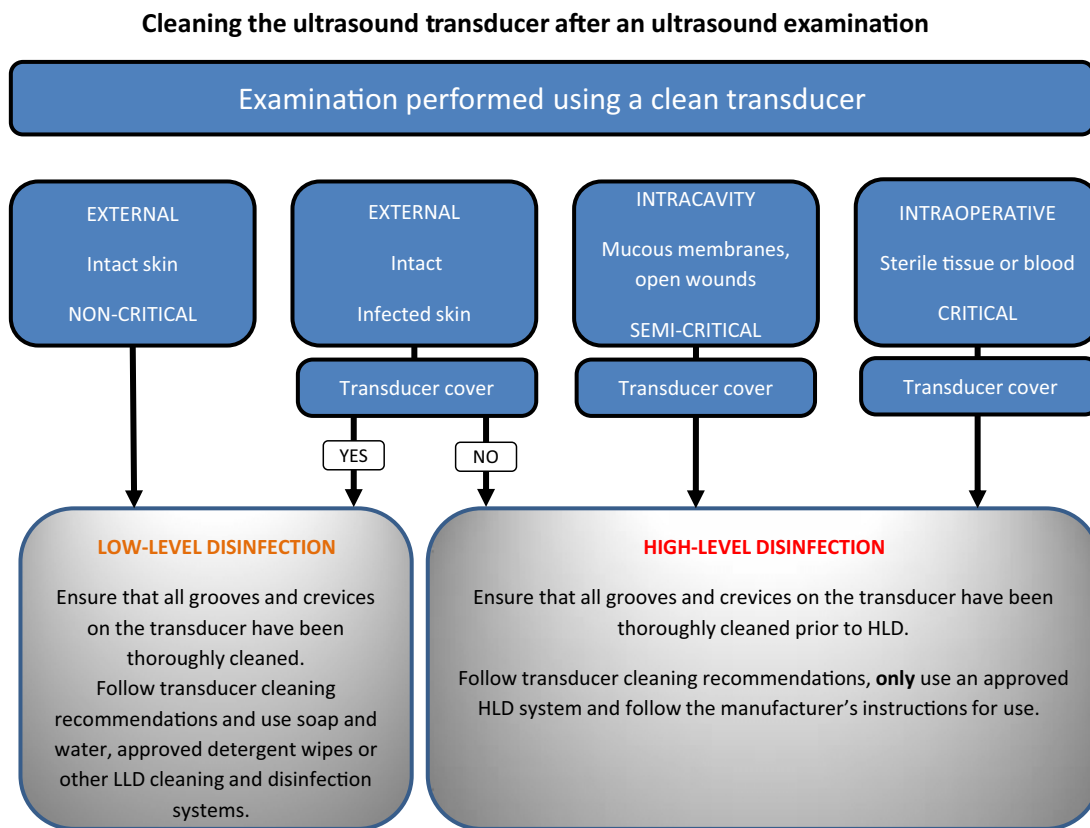 Cleaning the ultrasound transducer after an ultrasound examination
Examination performed using a clean transducer
EXTERNAL
Intact skin
NON-CRITICAL
EXTERNAL
Intact
Infected skin
Transducer cover
YES
NO
INTRACAVITY
Mucous membranes,
open wounds
SEMI-CRITICAL
Transducer cover
INTRAOPERATIVE
Sterile tissue or blood
CRITICAL
Transducer cover
LOW-LEVEL DISINFECTION
Ensure that all grooves and crevices
on the transducer have been
thoroughly cleaned.
Follow transducer cleaning
recommendations and use soap and
water, approved detergent wipes or
other LLD cleaning and disinfection
systems.
HIGH-LEVEL DISINFECTION
Ensure that all grooves and crevices on the transducer have been
thoroughly cleaned prior to HLD.
Follow transducer cleaning recommendations, only use an approved
HLD system and follow the manufacturer’s instructions for use.